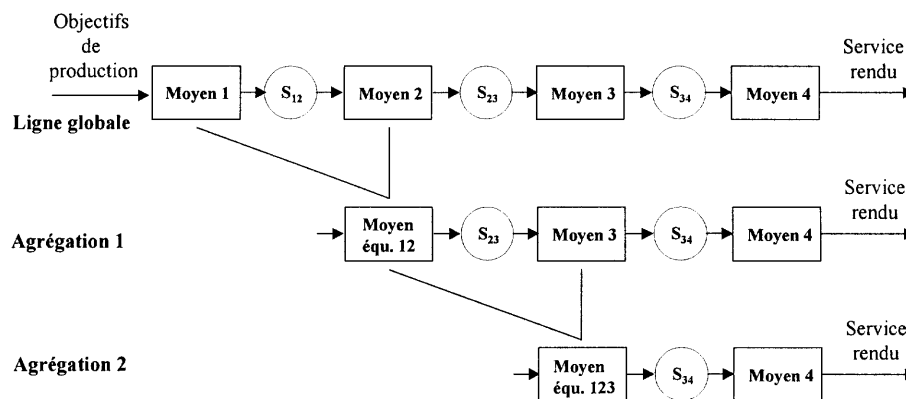 Objectifs
de
production
Service
rendu
Moyen 1
S12
Moyen 2
S23
Moyen 3
S34
Moyen 4
Ligne globale
Service
rendu
Agrégation 1
Moyen
équ. 12
S23
Moyen 3
S34
Moyen 4
Service
rendu
Agrégation 2
Moyen
équ. 123
S34
Moyen 4